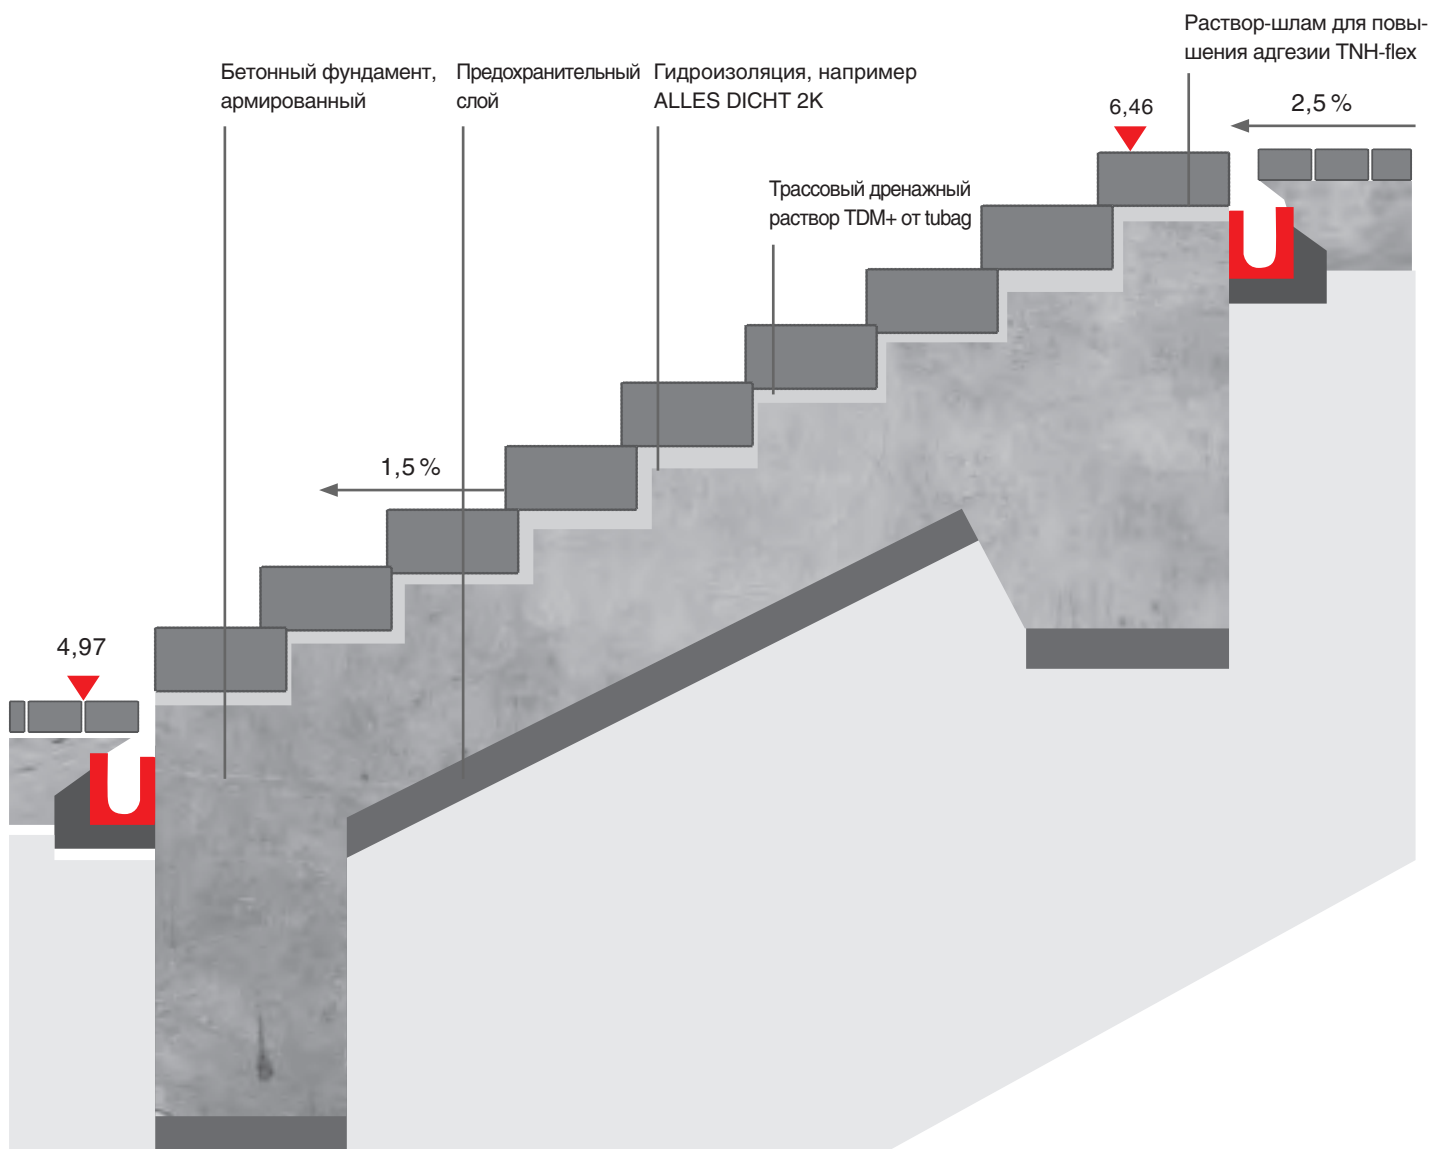 Раствор-шлам для повы-
шения адгезии TNH-flex
Бетонный фундамент,
армированный
Предохранительный
слой
Гидроизоляция, например
ALLES DICHT 2K
6,46
2,5 %
Трассовый дренажный
раствор TDM+ от tubag
1,5 %
4,97